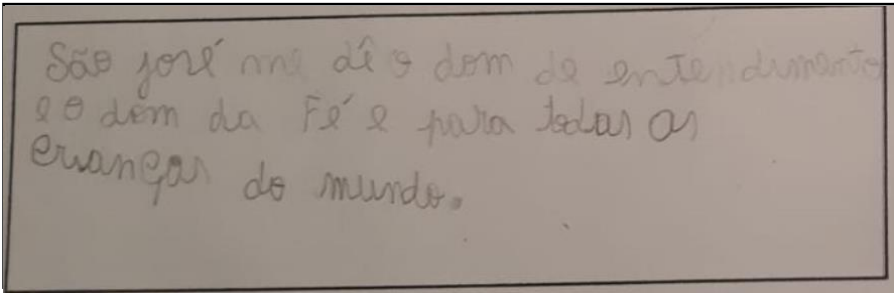 São José me dê o dom de entendimento
e o dom da Fé e para todas as
crianças do mundo.